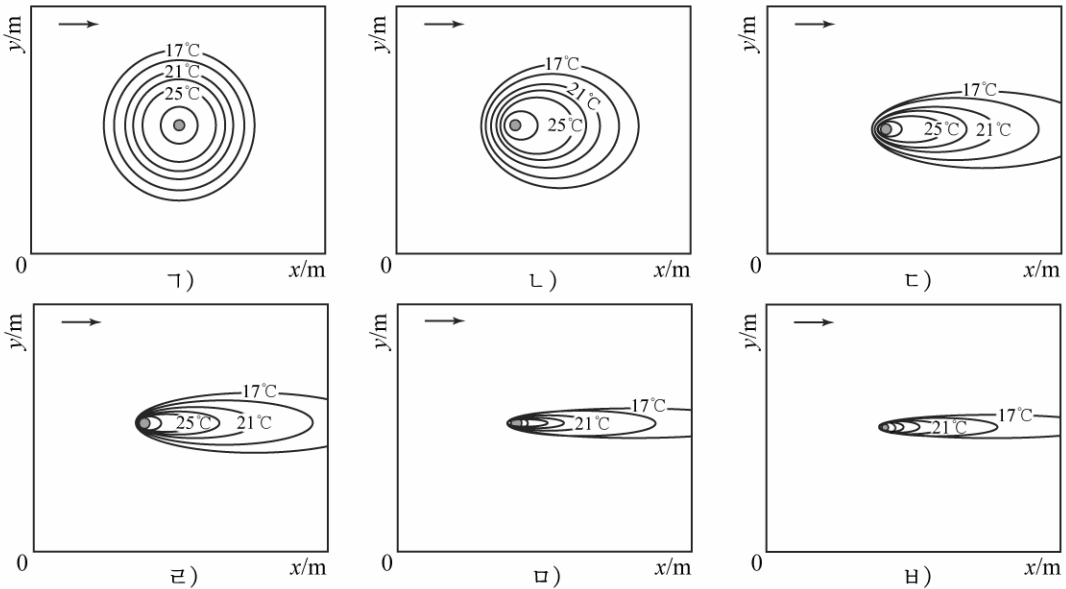 y/m
17℃
21℃
25℃
0
x/m
ㄱ)
y/m
17℃
21℃
25℃
0
x/m
ㄴ)
y/m
17℃
25℃ 21℃
0
x/m
ㄷ)
y/m
17℃
25℃ 21℃
0
x/m
ㄹ)
y/m
17℃
21℃
0
x/m
ㅁ)
y/m
17℃
21℃
0
x/m
ㅂ)